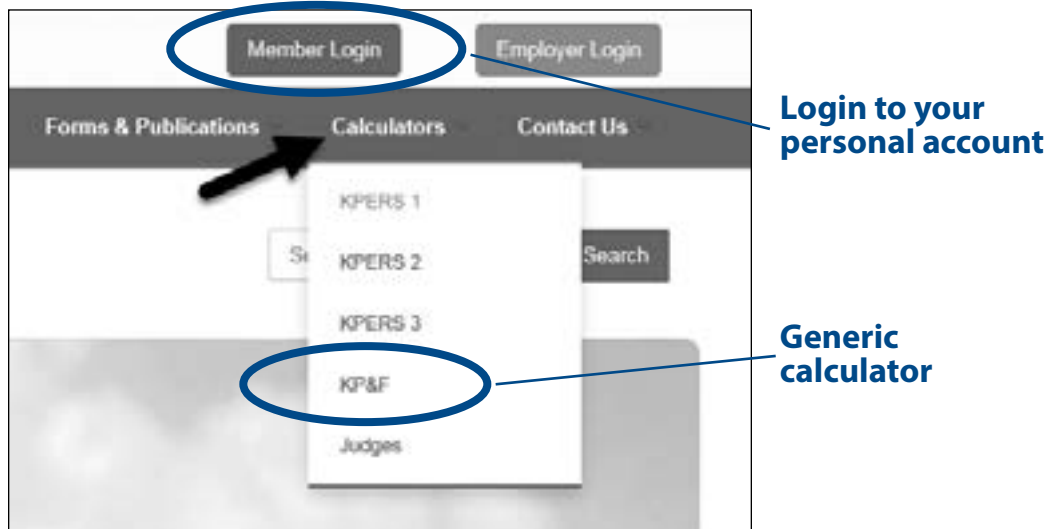 Member Login
Employer Login
Login to your
personal account
Forms & Publications
Calculators
Contact Us
KPERS 1
KPERS 2
Search
KPERS 3
Generic
calculator
KP&F
Judges